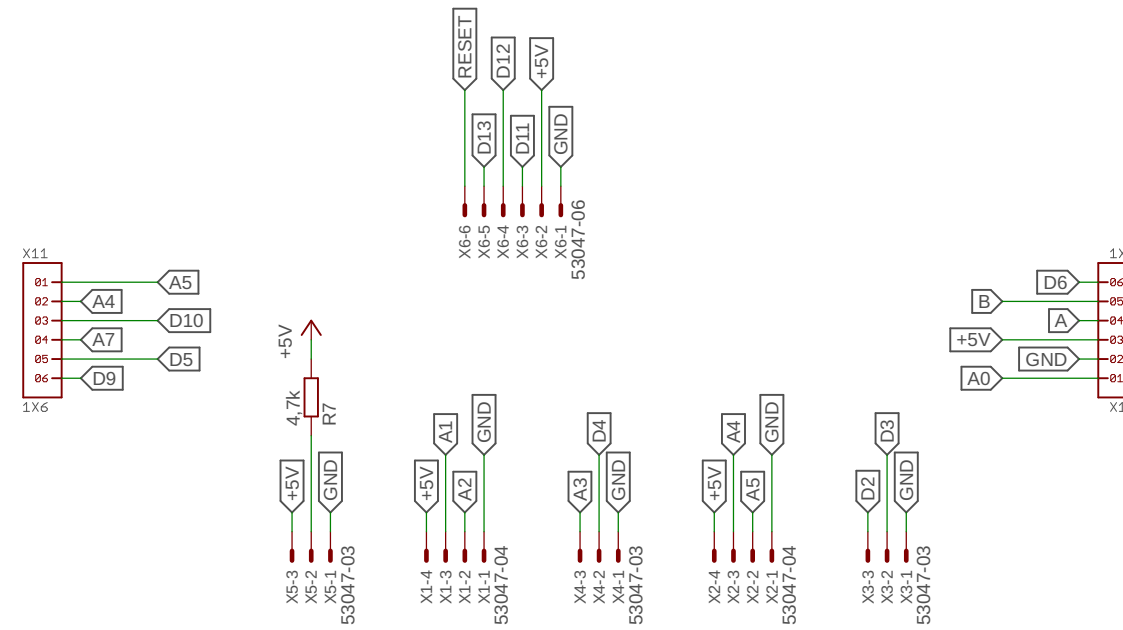 RESET
D12
+5V
D13
D11
GND
X6-6
X6-5
X6-4
X6-3
X6-2
X6-1
53047-06
X11
01
A5
02
A4
03
D10
04
A7
05
D5
06
D9
1X6
D6
06
B
05
A
04
+5V
03
GND
02
A0
01
+5V
4,7k
R7
+5V
GND
X5-3
X5-2
X5-1
53047-03
A1
GND
+5V
A2
X1-4
X1-3
X1-2
X1-1
53047-04
D4
A3
GND
X4-3
X4-2
X4-1
53047-03
A4
GND
+5V
A5
X2-4
X2-3
X2-2
X2-1
53047-04
D3
D2
GND
X3-3
X3-2
X3-1
53047-03